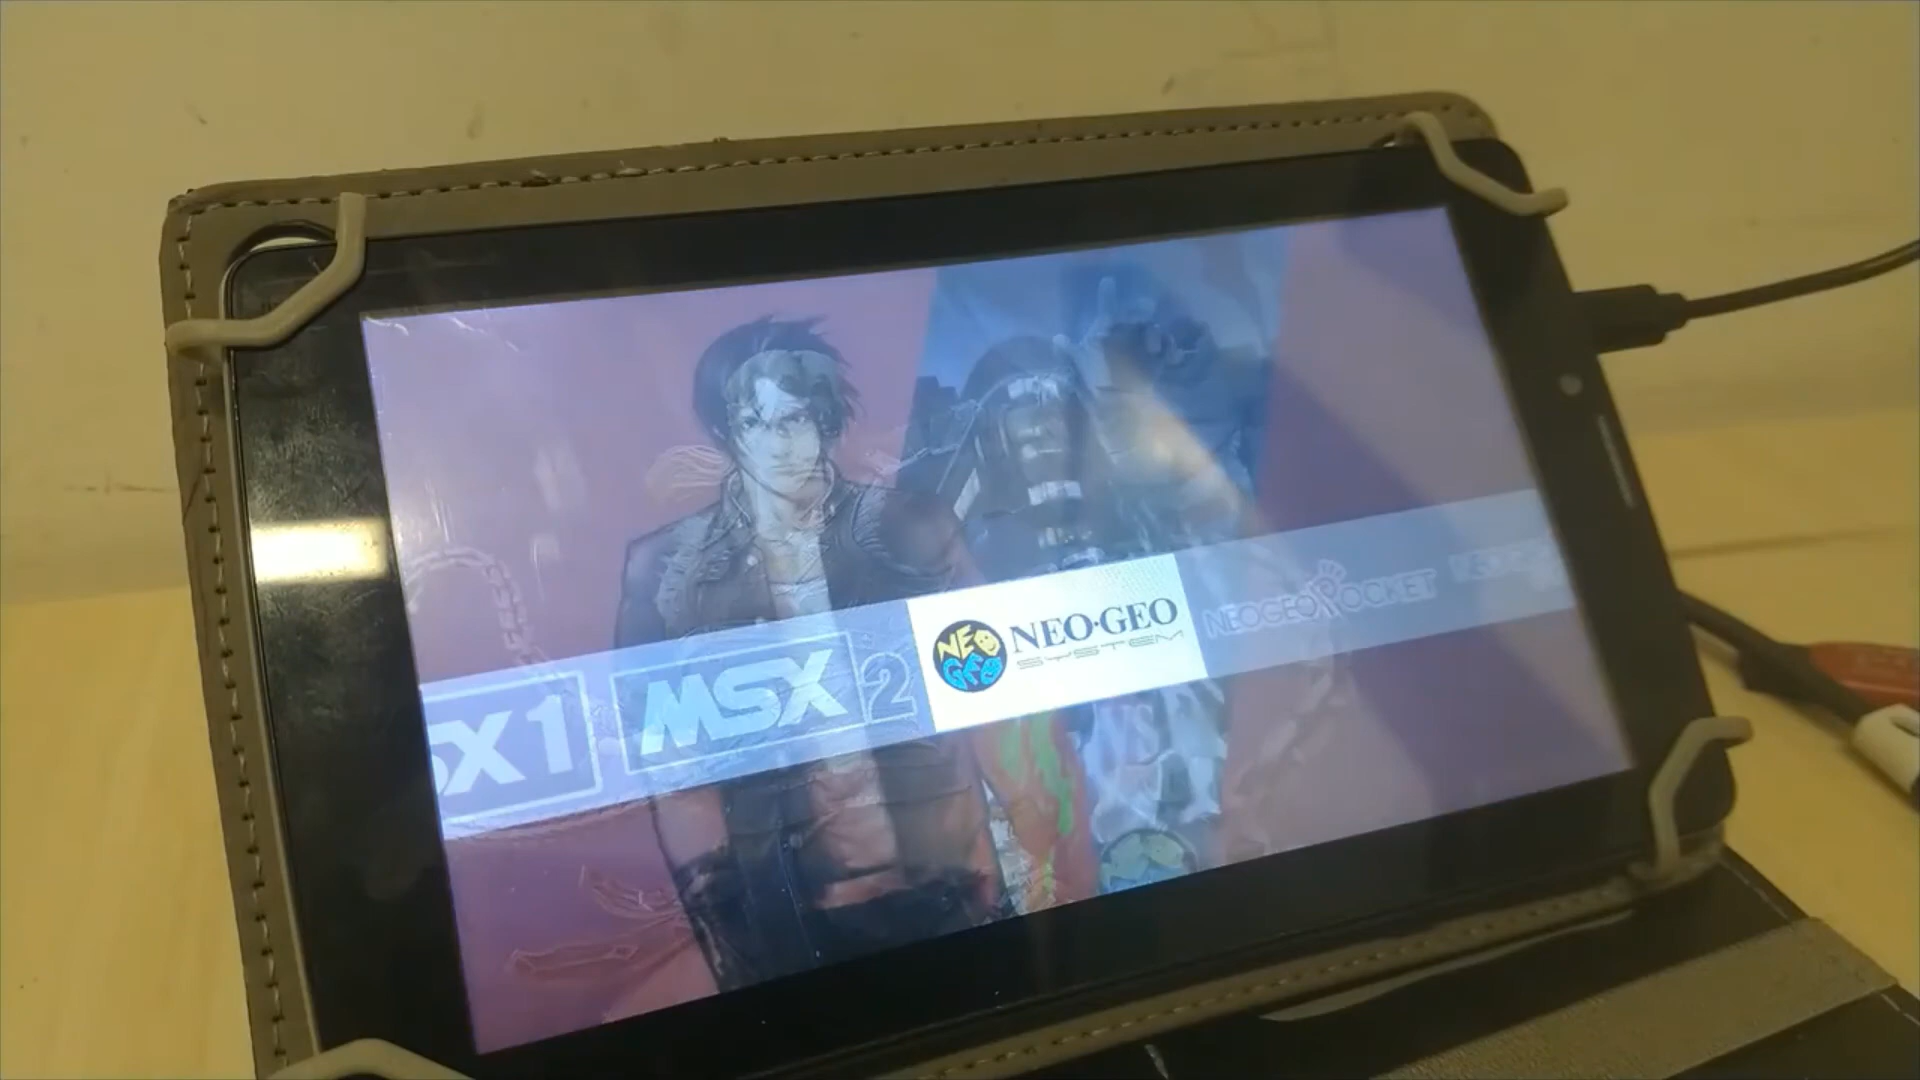 SX1
MSX 2
NEO GEO
NEO·GEO
SYSTEM
NEOGEO POCKET